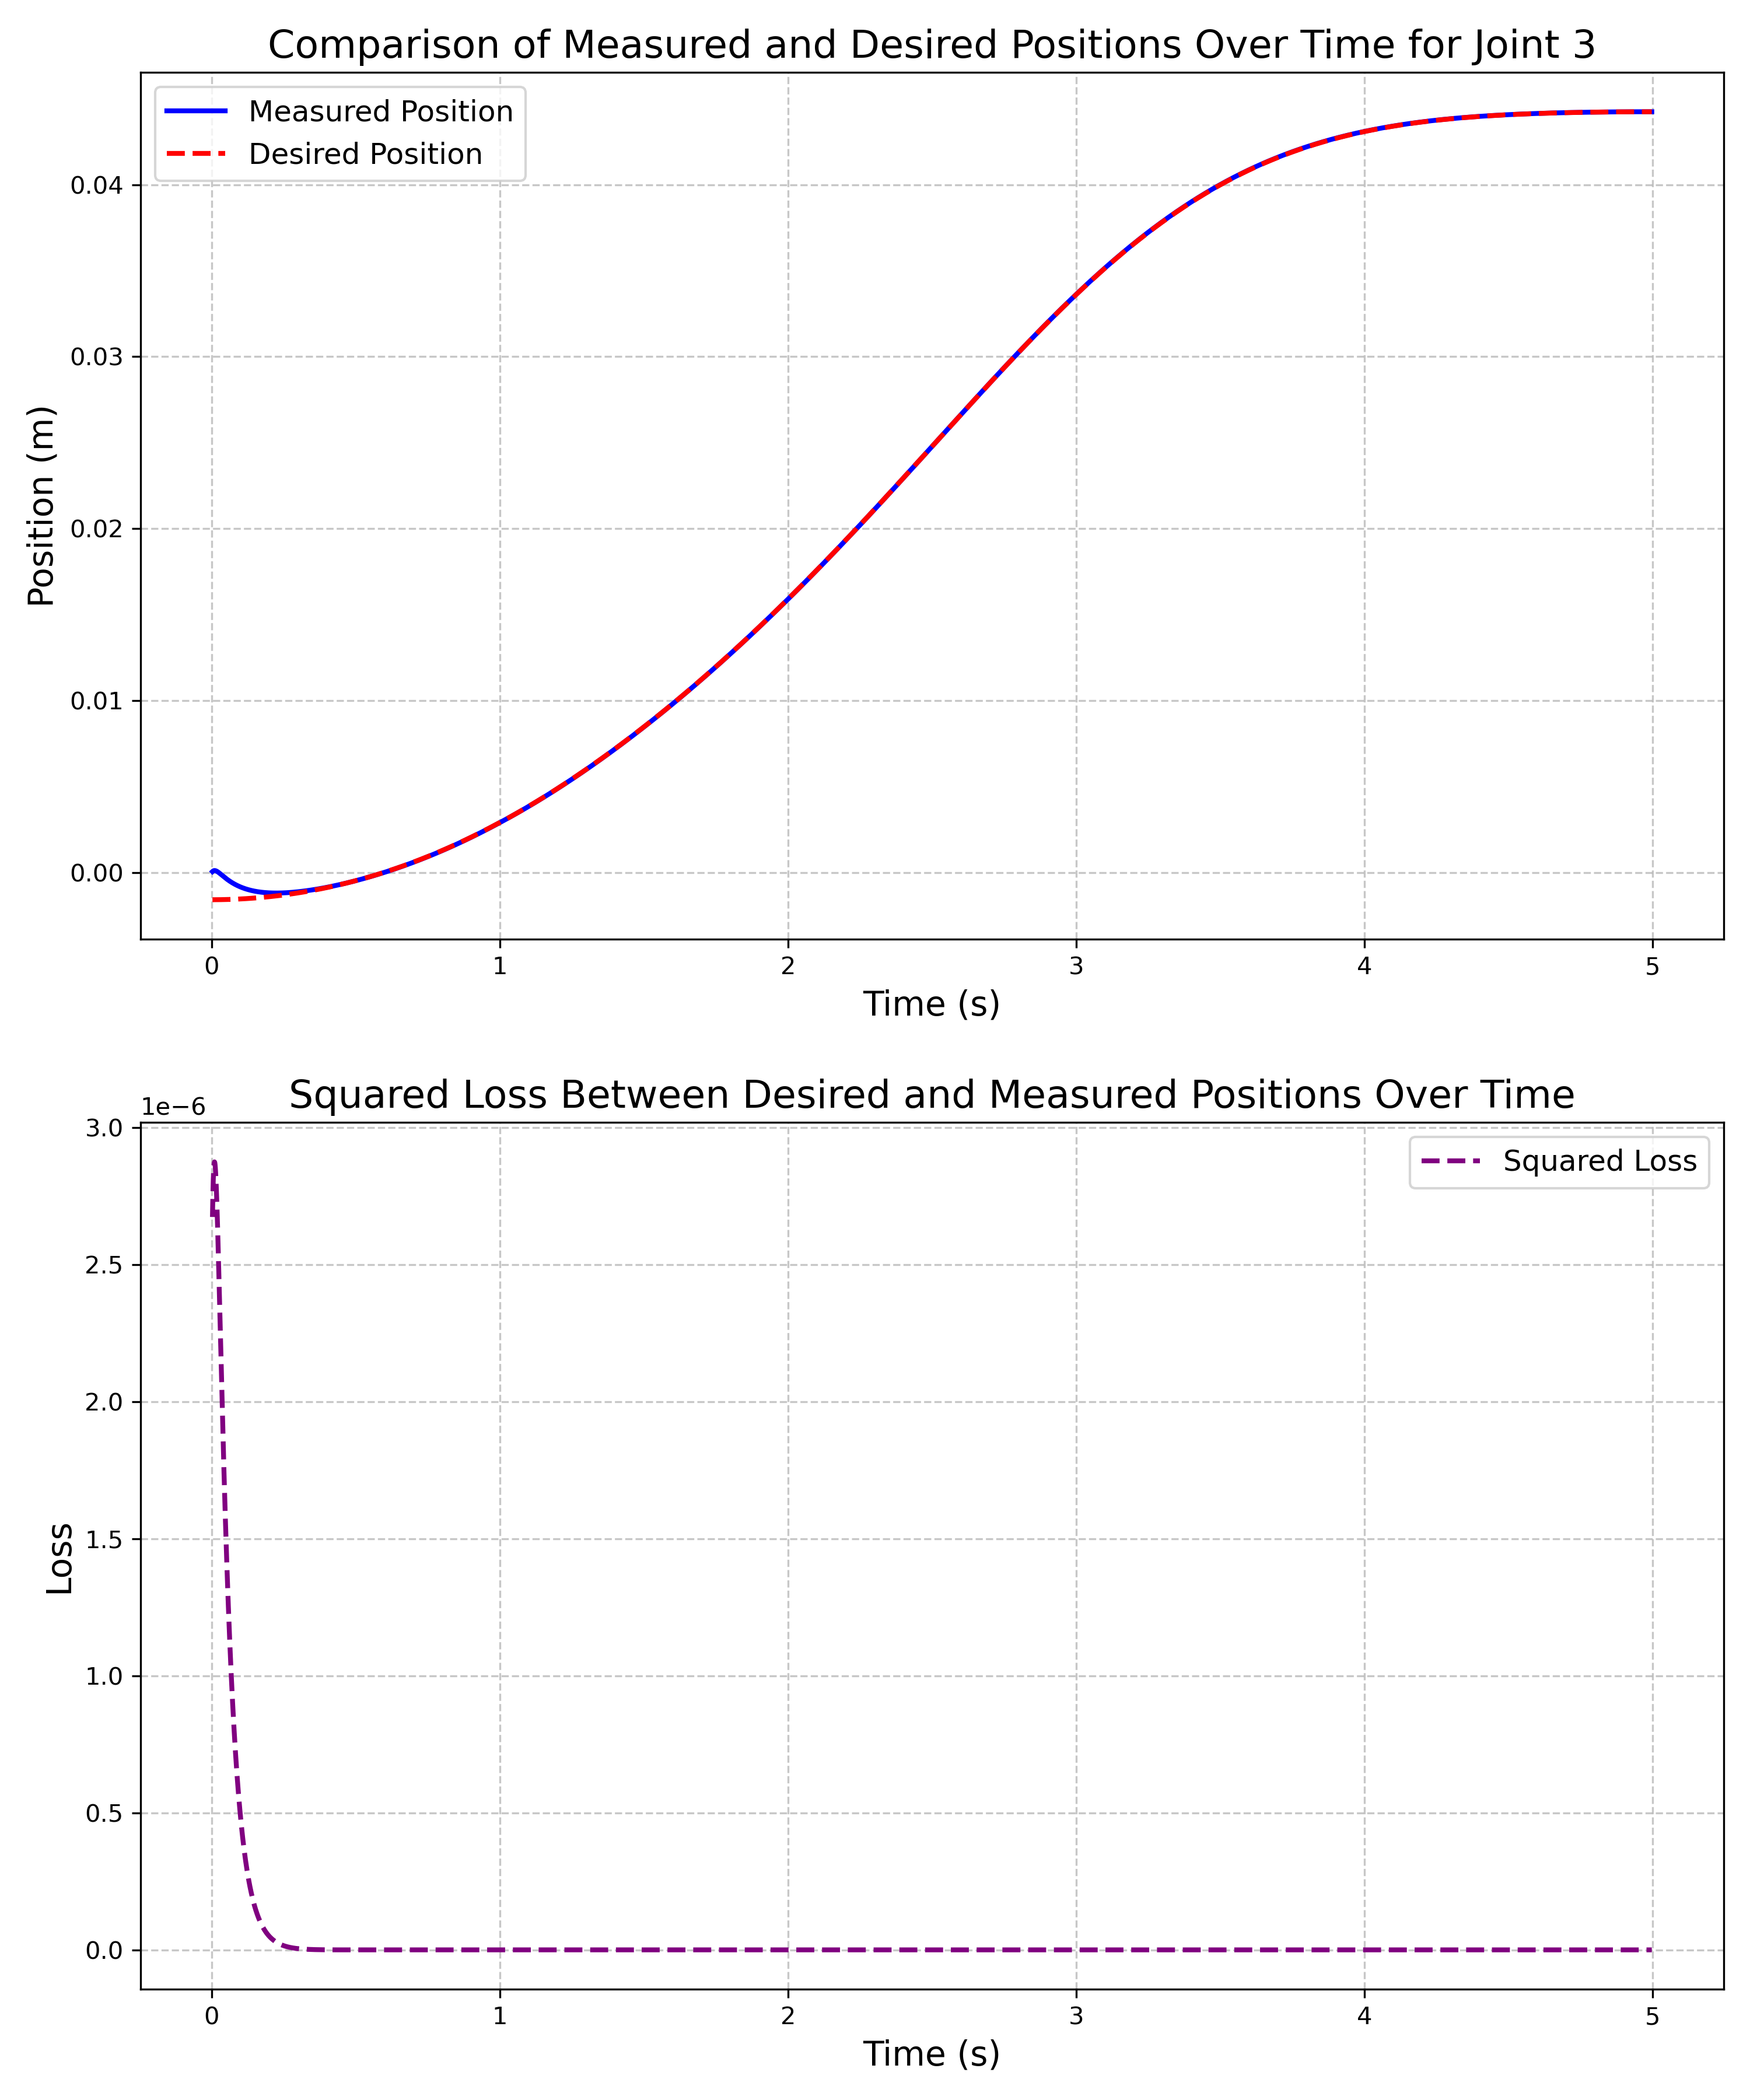 Comparison of Measured and Desired Positions Over Time for Joint 3
Measured Position
Desired Position
Position (m)
0.04
0.03
0.02
0.01
0.00
0 1 2 3 4 5
Time (s)
Squared Loss Between Desired and Measured Positions Over Time
1e−6
Squared Loss
Loss
3.0
2.5
2.0
1.5
1.0
0.5
0.0
0 1 2 3 4 5
Time (s)